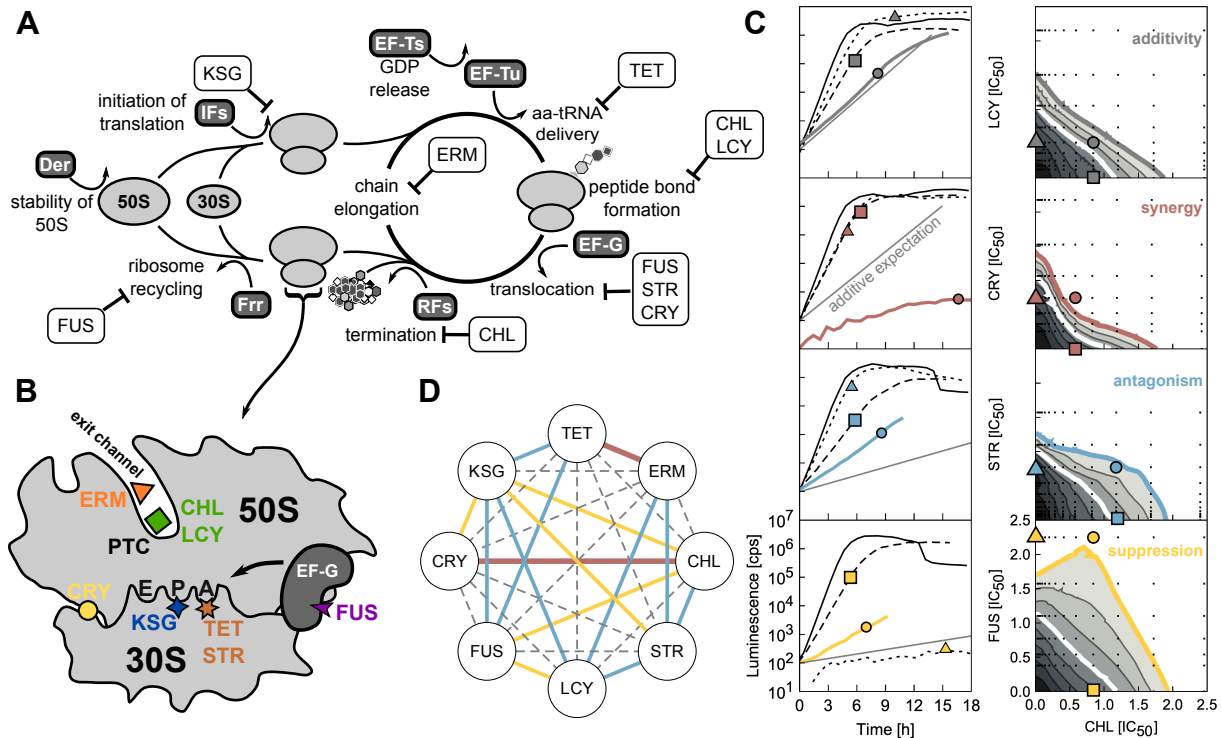 A
KSG
initiation of
translation
IFs
EF-Ts
GDP
release
EF-Tu
TET
aa-tRNA
delivery
CHL
LCY
ERM
Der
stability of
50S
50S
30S
chain
elongation
peptide bond
formation
EF-G
ribosome
recycling
Frr
FUS
RFs
termination
CHL
translocation
FUS
STR
CRY
B
exit channel
ERM
CHL
LCY
50S
PTC
E P A
EF-G
CRY
KSG
TET
STR
FUS
30S
D
TET
KSG
ERM
CRY
CHL
FUS
STR
LCY
C
additivity
LCY [IC50]
additive expectation
synergy
CRY [IC50]
antagonism
STR [IC50]
suppression
FUS [IC50]
2.5
2.0
1.5
1.0
0.5
0.0
0.0 0.5 1.0 1.5 2.0 2.5
CHL [IC50]
Luminescence [cps]
10^7
10^6
10^5
10^4
10^3
10^2
10^1
0 3 6 9 12 15 18
Time [h]